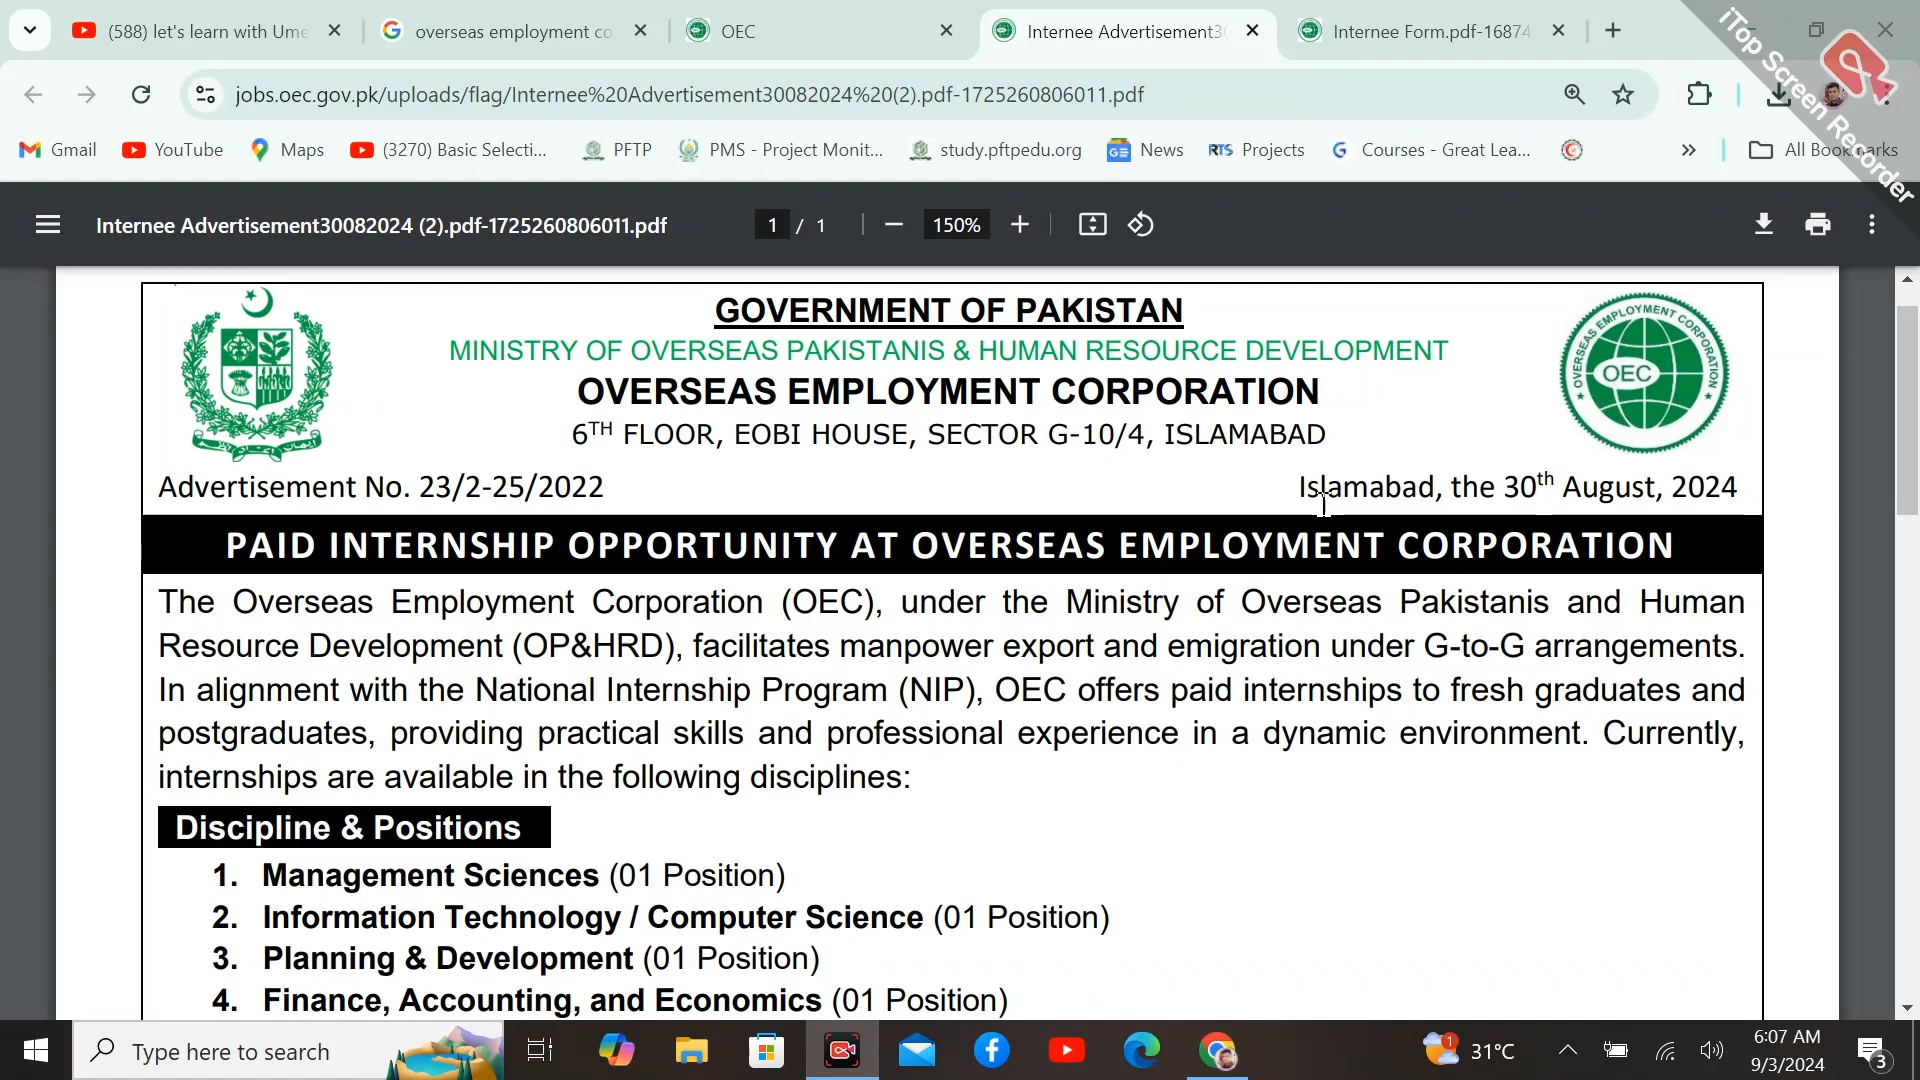 (588) let's learn with Ume
overseas employment co
OEC
Internee Advertisement30
Internee Form.pdf-16874
iTop Screen Recorder
jobs.oec.gov.pk/uploads/flag/Internee%20Advertisement30082024%20(2).pdf-1725260806011.pdf
Gmail
YouTube
Maps
(3270) Basic Selecti...
PFTP
PMS - Project Monit...
study.pftpedu.org
News
RTS Projects
Courses - Great Lea...
All Bookmarks
Internee Advertisement30082024 (2).pdf-1725260806011.pdf
1 / 1
150%
GOVERNMENT OF PAKISTAN
MINISTRY OF OVERSEAS PAKISTANIS & HUMAN RESOURCE DEVELOPMENT
OVERSEAS EMPLOYMENT CORPORATION
6TH FLOOR, EOBI HOUSE, SECTOR G-10/4, ISLAMABAD
OVERSEAS EMPLOYMENT CORPORATION
OEC
Advertisement No. 23/2-25/2022
Islamabad, the 30th August, 2024
PAID INTERNSHIP OPPORTUNITY AT OVERSEAS EMPLOYMENT CORPORATION
The Overseas Employment Corporation (OEC), under the Ministry of Overseas Pakistanis and Human
Resource Development (OP&HRD), facilitates manpower export and emigration under G-to-G arrangements.
In alignment with the National Internship Program (NIP), OEC offers paid internships to fresh graduates and
postgraduates, providing practical skills and professional experience in a dynamic environment. Currently,
internships are available in the following disciplines:
Discipline & Positions
1. Management Sciences (01 Position)
2. Information Technology / Computer Science (01 Position)
3. Planning & Development (01 Position)
4. Finance, Accounting, and Economics (01 Position)
Type here to search
1
31°C
6:07 AM
9/3/2024
3